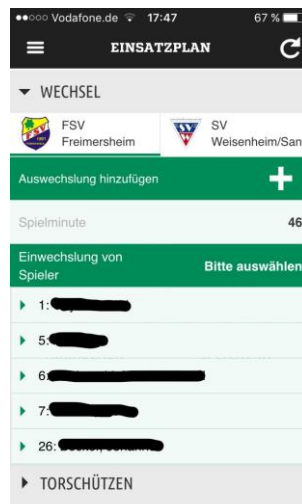 Vodafone.de 17:47 67 %
EINSATZPLAN
WECHSEL
FSV
Freimersheim
SV
Weisenheim/San
Auswechslung hinzufügen
Spielminute 46
Einwechslung von
Spieler
Bitte auswählen
1:
5:
6:
7:
26:
TORSCHÜTZEN